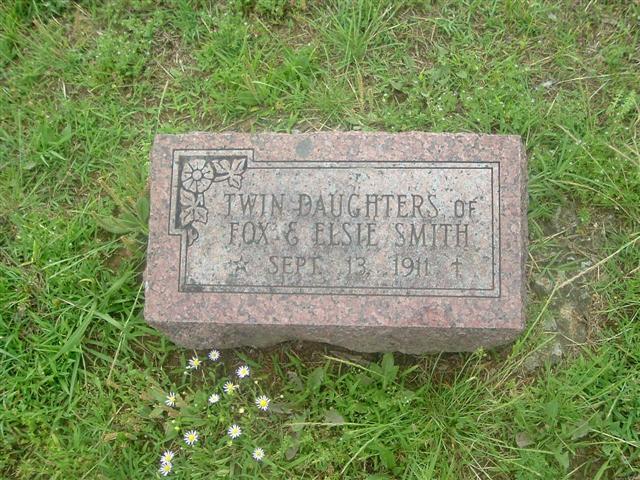 TWIN DAUGHTERS OF
FOX & ELSIE SMITH
☆ SEPT. 13, 1911 †